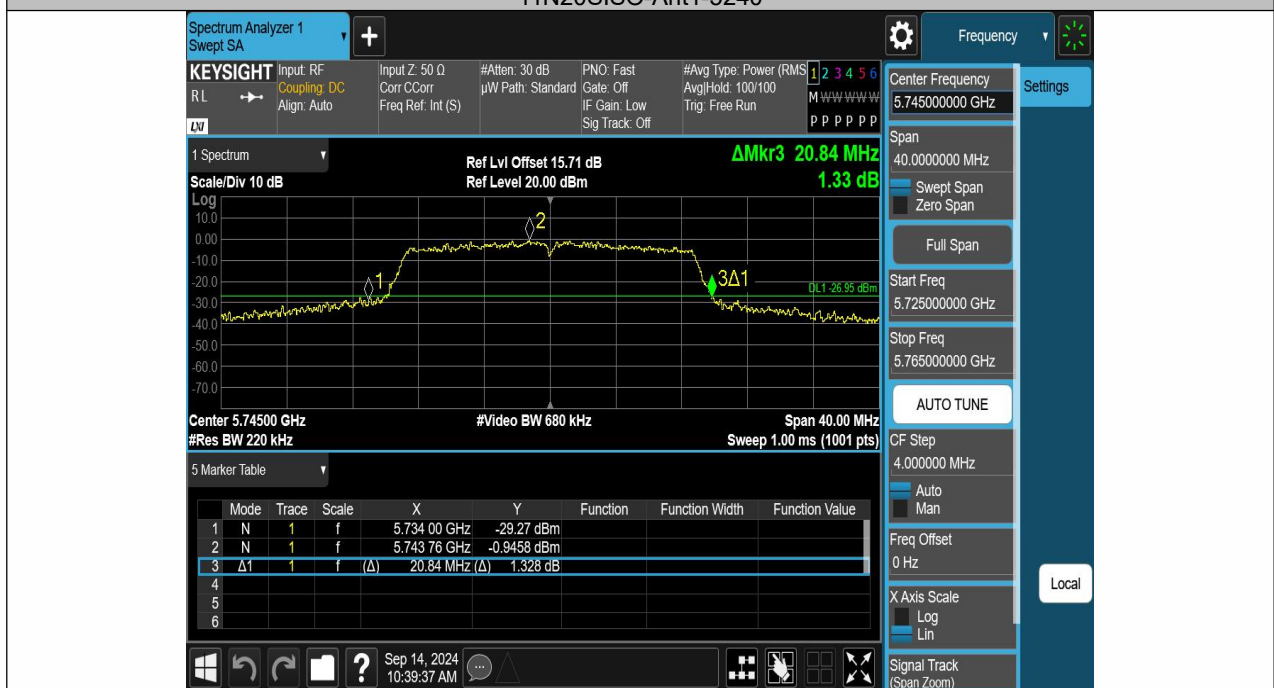 Spectrum Analyzer 1
Swept SA
+
Frequency
KEYSIGHT
RL
LXI
Input: RF
Coupling: DC
Align: Auto
Input Z: 50 Ω
Corr CCorr
Freq Ref: Int (S)
#Atten: 30 dB
µW Path: Standard
PNO: Fast
Gate: Off
IF Gain: Low
Sig Track: Off
#Avg Type: Power (RMS
Avg|Hold: 100/100
Trig: Free Run
1 2 3 4 5 6
M W W W W W
P P P P P P
Center Frequency
5.745000000 GHz
Settings
Span
40.0000000 MHz
Swept Span
Zero Span
Full Span
Start Freq
5.725000000 GHz
Stop Freq
5.765000000 GHz
AUTO TUNE
CF Step
4.000000 MHz
Auto
Man
Freq Offset
0 Hz
X Axis Scale
Log
Lin
Signal Track
(Span Zoom)
Local
1 Spectrum
Scale/Div 10 dB
Ref Lvl Offset 15.71 dB
Ref Level 20.00 dBm
ΔMkr3 20.84 MHz
1.33 dB
Log
10.0
0.00
-10.0
-20.0
-30.0
-40.0
-50.0
-60.0
-70.0
1
2
3Δ1
DL1 -26.95 dBm
Center 5.74500 GHz
#Video BW 680 kHz
Span 40.00 MHz
#Res BW 220 kHz
Sweep 1.00 ms (1001 pts)
5 Marker Table
Mode Trace Scale X Y Function Function Width Function Value
1 N 1 f 5.734 00 GHz -29.27 dBm
2 N 1 f 5.743 76 GHz -0.9458 dBm
3 Δ1 1 f (Δ) 20.84 MHz (Δ) 1.328 dB
4
5
6
?
Sep 14, 2024
10:39:37 AM